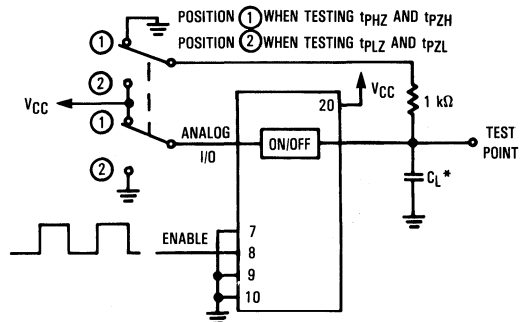 POSITION ① WHEN TESTING tPHZ AND tPZH
POSITION ② WHEN TESTING tPLZ AND tPZL
①
②
VCC
①
②
ANALOG
I/O
ON/OFF
20
VCC
1 kΩ
TEST
POINT
CL*
ENABLE
7
8
9
10